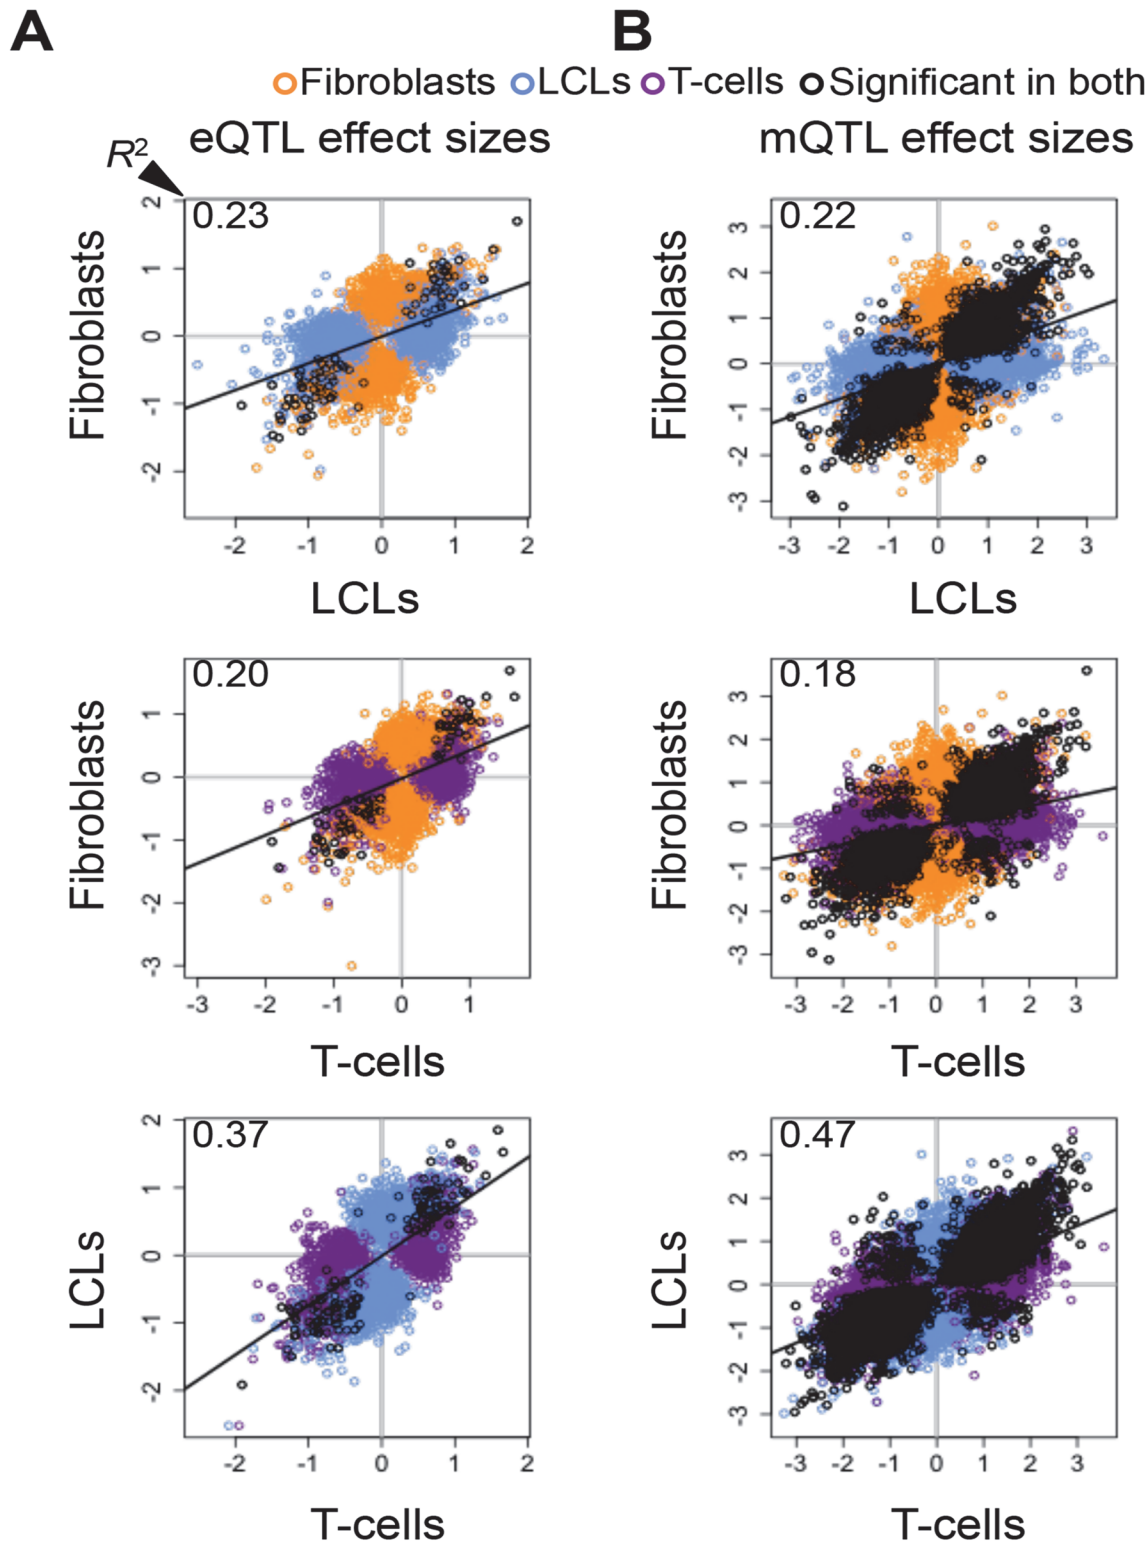 A B
Fibroblasts LCLs T-cells Significant in both
eQTL effect sizes mQTL effect sizes
R²
0.23
Fibroblasts
2
1
0
-1
-2
-2 -1 0 1 2
LCLs
0.22
Fibroblasts
3
2
1
0
-1
-2
-3
-3 -2 -1 0 1 2 3
LCLs
0.20
Fibroblasts
1
0
-1
-2
-3
-3 -2 -1 0 1
T-cells
0.18
Fibroblasts
3
2
1
0
-1
-2
-3
-3 -2 -1 0 1 2 3
T-cells
0.37
LCLs
2
1
0
-1
-2
-2 -1 0 1 2
T-cells
0.47
LCLs
3
2
1
0
-1
-2
-3
-3 -2 -1 0 1 2 3
T-cells